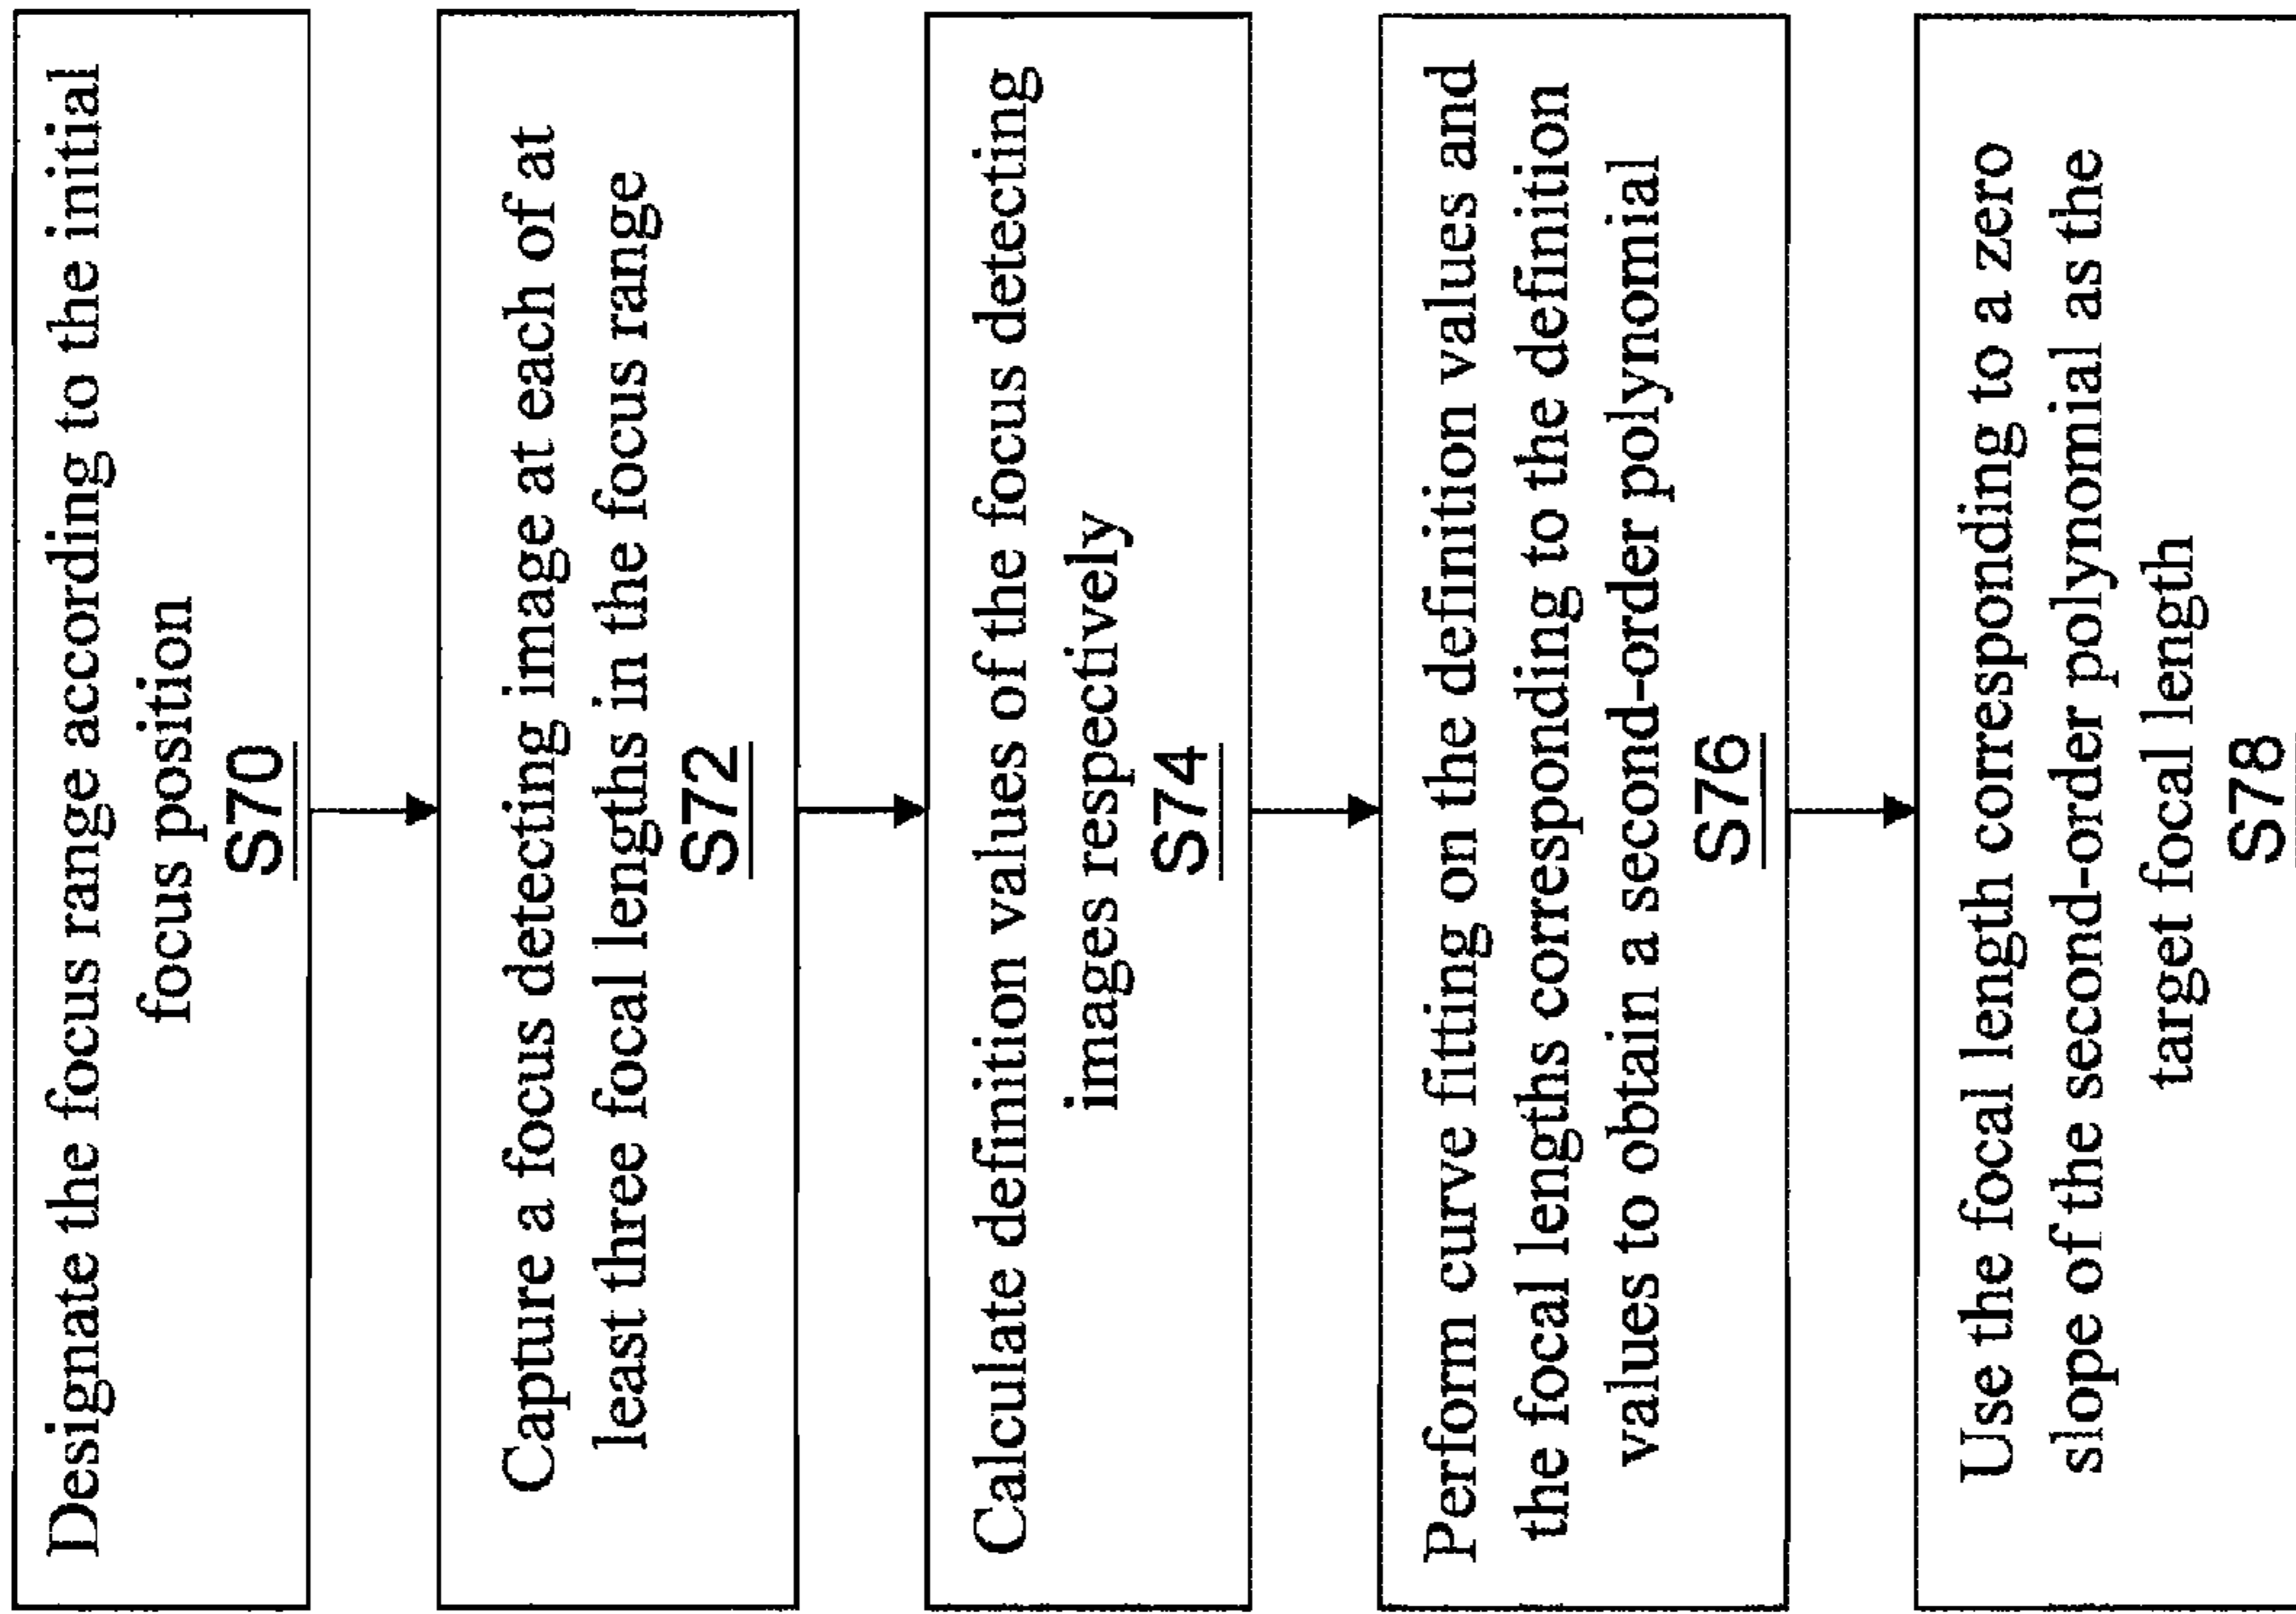 Designate the focus range according to the initial
focus position
S70
Capture a focus detecting image at each of at
least three focal lengths in the focus range
S72
Calculate definition values of the focus detecting
images respectively
S74
Perform curve fitting on the definition values and
the focal lengths corresponding to the definition
values to obtain a second-order polynomial
S76
Use the focal length corresponding to a zero
slope of the second-order polynomial as the
target focal length
S78